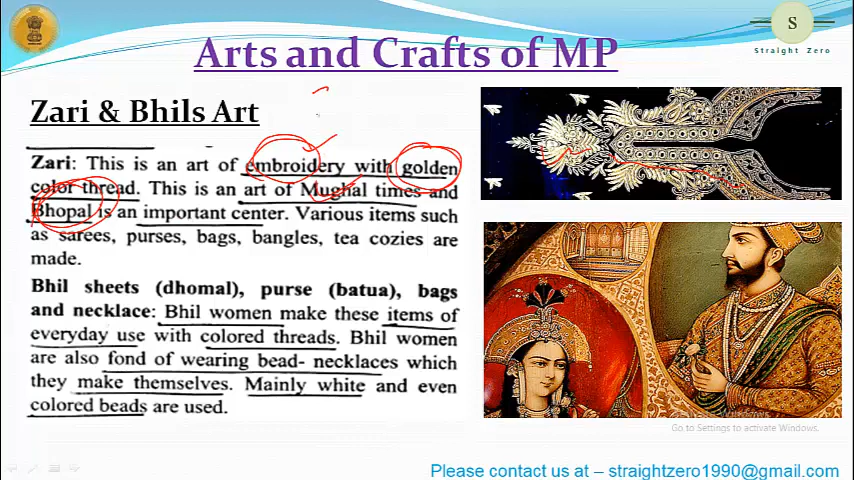 Arts and Crafts of MP
S
Straight Zero
Zari & Bhils Art
Zari: This is an art of embroidery with golden
color thread. This is an art of Mughal times and
Bhopal is an important center. Various items such
as sarees, purses, bags, bangles, tea cozies are
made.
Bhil sheets (dhomal), purse (batua), bags
and necklace: Bhil women make these items of
everyday use with colored threads. Bhil women
are also fond of wearing bead- necklaces which
they make themselves. Mainly white and even
colored beads are used.
Go to Settings to activate Windows.
Please contact us at – straightzero1990@gmail.com